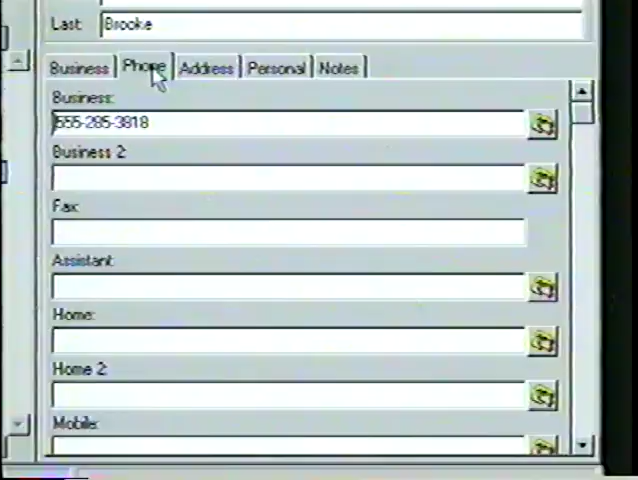 Last: Brooke
Business Phone Address Personal Notes
Business:
555-285-3818
Business 2:
Fax:
Assistant:
Home:
Home 2:
Mobile: